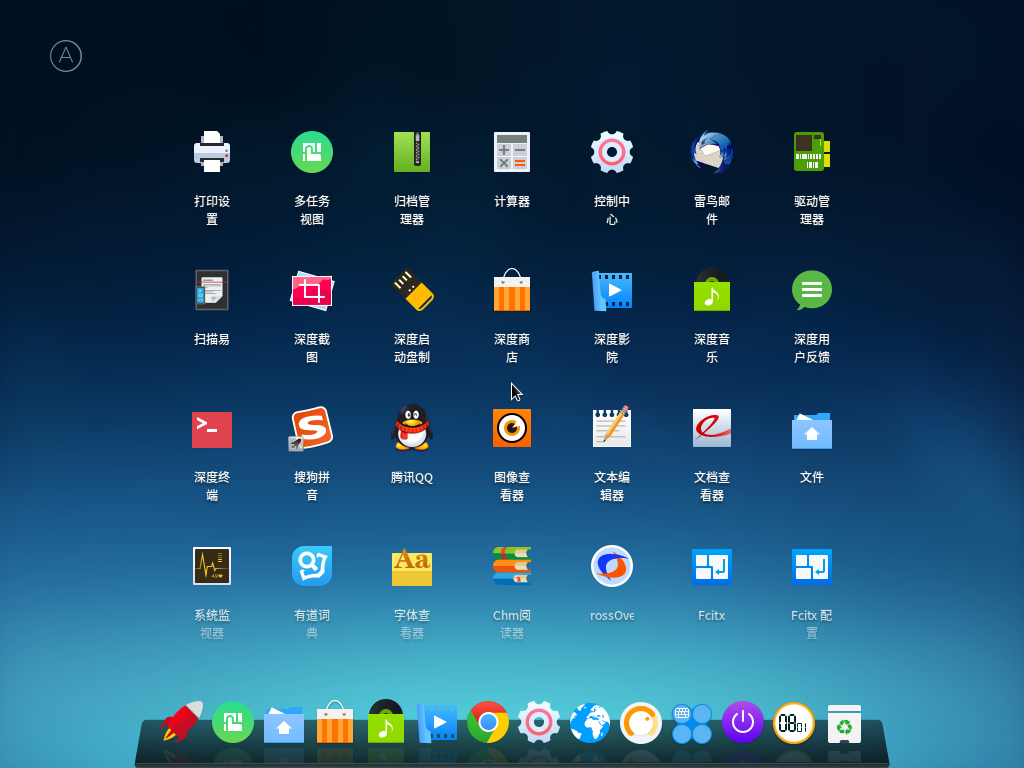 A
打印设 多任务 归档管 计算器 控制中 雷鸟邮 驱动管
置 视图 理器 心 件 理器
扫描易 深度截 深度启 深度商 深度影 深度音 深度用
图 动盘制 店 院 乐 户反馈
深度终 搜狗拼 腾讯QQ 图像查 文本编 文档查 文件
端 音 看器 辑器 看器
系统监 有道词 字体查 Chm阅 rossOve Fcitx Fcitx 配
视器 典 看器 读器 置
Aa
08 01